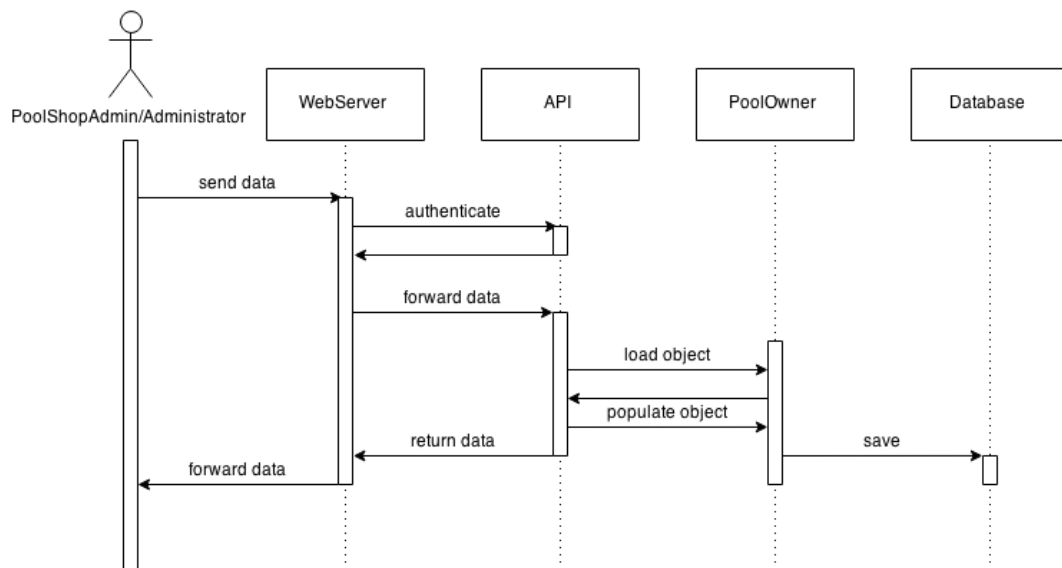 WebServer
API
PoolOwner
Database
PoolShopAdmin/Administrator
send data
authenticate
forward data
load object
populate object
return data
save
forward data